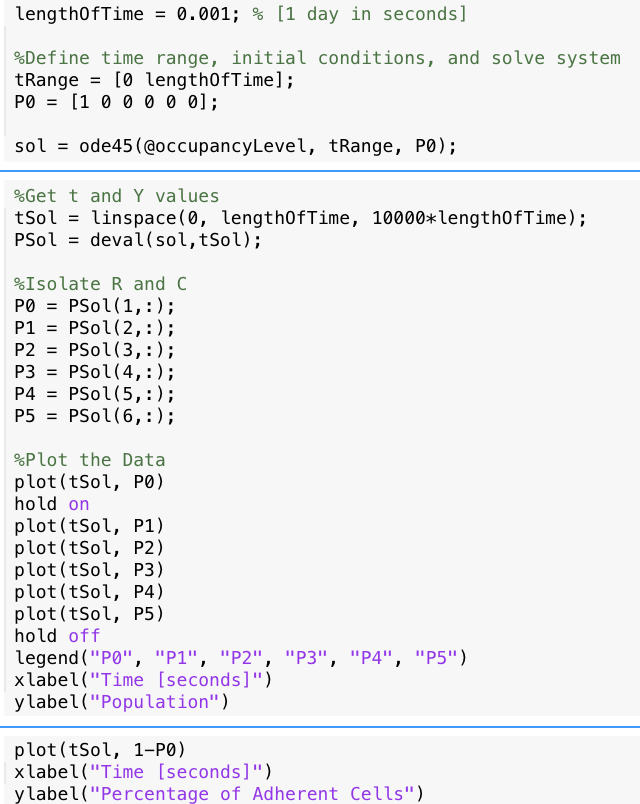 lengthOfTime = 0.001; % [1 day in seconds]
%Define time range, initial conditions, and solve system
tRange = [0 lengthOfTime];
P0 = [1 0 0 0 0 0];
sol = ode45(@occupancyLevel, tRange, P0);
%Get t and Y values
tSol = linspace(0, lengthOfTime, 10000*lengthOfTime);
PSol = deval(sol,tSol);
%Isolate R and C
P0 = PSol(1,:);
P1 = PSol(2,:);
P2 = PSol(3,:);
P3 = PSol(4,:);
P4 = PSol(5,:);
P5 = PSol(6,:);
%Plot the Data
plot(tSol, P0)
hold on
plot(tSol, P1)
plot(tSol, P2)
plot(tSol, P3)
plot(tSol, P4)
plot(tSol, P5)
hold off
legend("P0", "P1", "P2", "P3", "P4", "P5")
xlabel("Time [seconds]")
ylabel("Population")
plot(tSol, 1-P0)
xlabel("Time [seconds]")
ylabel("Percentage of Adherent Cells")